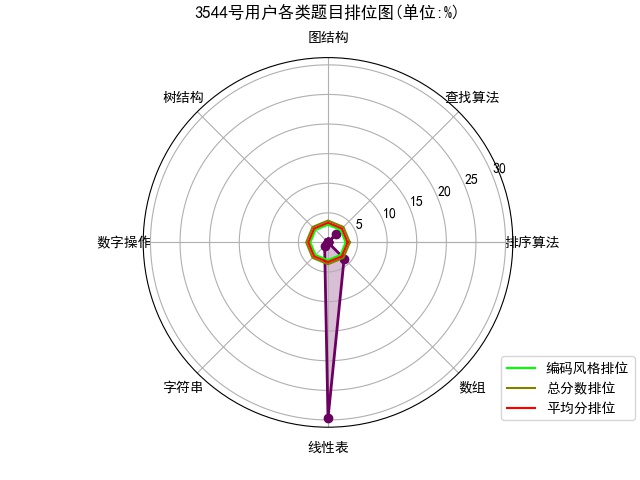 3544号用户各类题目排位图(单位:%)
图结构
树结构
查找算法
30
25
20
15
10
5
数字操作
排序算法
编码风格排位
总分数排位
平均分排位
字符串
数组
线性表